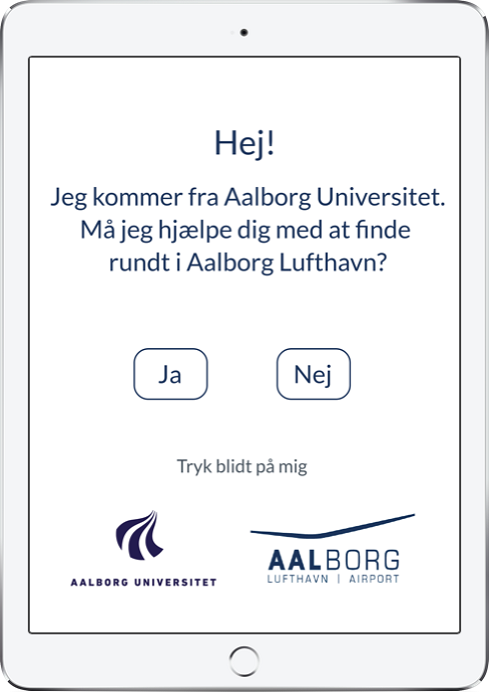 Hej!
Jeg kommer fra Aalborg Universitet.
Må jeg hjælpe dig med at finde
rundt i Aalborg Lufthavn?
Ja
Nej
Tryk blidt på mig
AALBORG UNIVERSITET
AALBORG
LUFTHAVN | AIRPORT